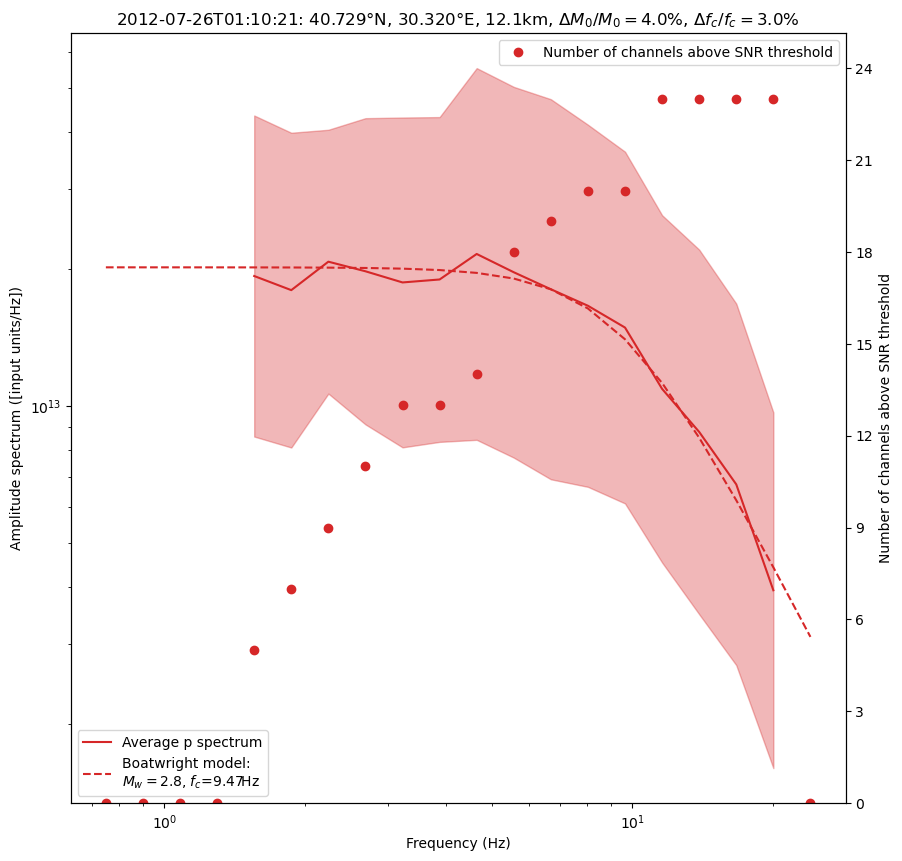 2012-07-26T01:10:21: 40.729°N, 30.320°E, 12.1km, ΔM₀/M₀ = 4.0%, Δf_c/f_c = 3.0%
Number of channels above SNR threshold
24
21
18
15
12
9
6
3
0
Number of channels above SNR threshold
Amplitude spectrum ([input units/Hz])
10¹³
Average p spectrum
Boatwright model:
M_w = 2.8, f_c=9.47Hz
10⁰
10¹
Frequency (Hz)